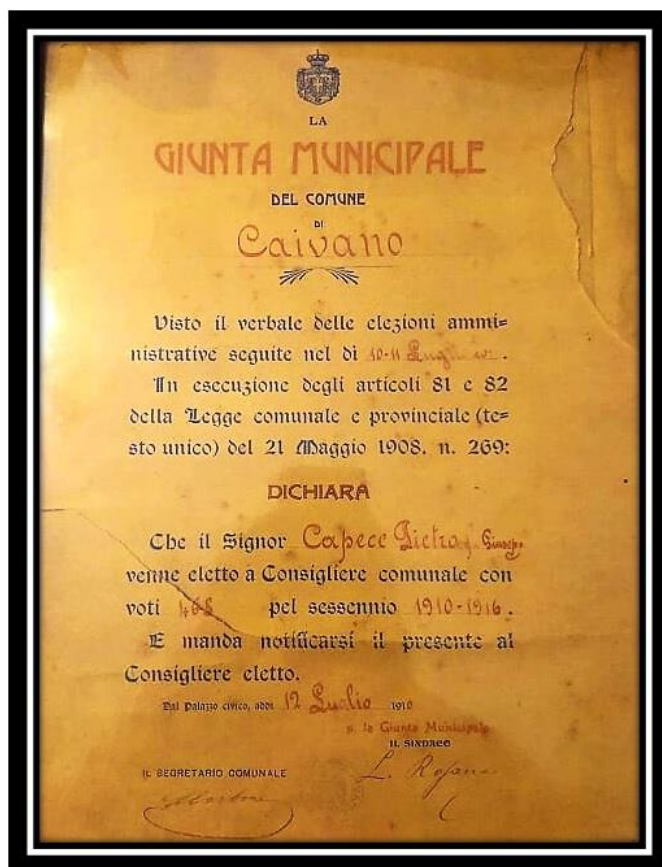 LA
GIUNTA MUNICIPALE
DEL COMUNE
DI
Caivano
Visto il verbale delle elezioni ammi=
nistrative seguite nel dì 10-11 Luglio
In esecuzione degli articoli 81 e 82
della Legge comunale e provinciale (te=
sto unico) del 21 Maggio 1908, n. 269:
DICHIARA
Che il Signor Capece Pietro Giuseppe
venne eletto a Consigliere comunale con
voti 468 pel sessennio 1910-1916.
E manda notificarsi il presente al
Consigliere eletto.
Dal Palazzo civico, addì 12 Luglio 1910
p. la Giunta Municipale
IL SINDACO
IL SEGRETARIO COMUNALE